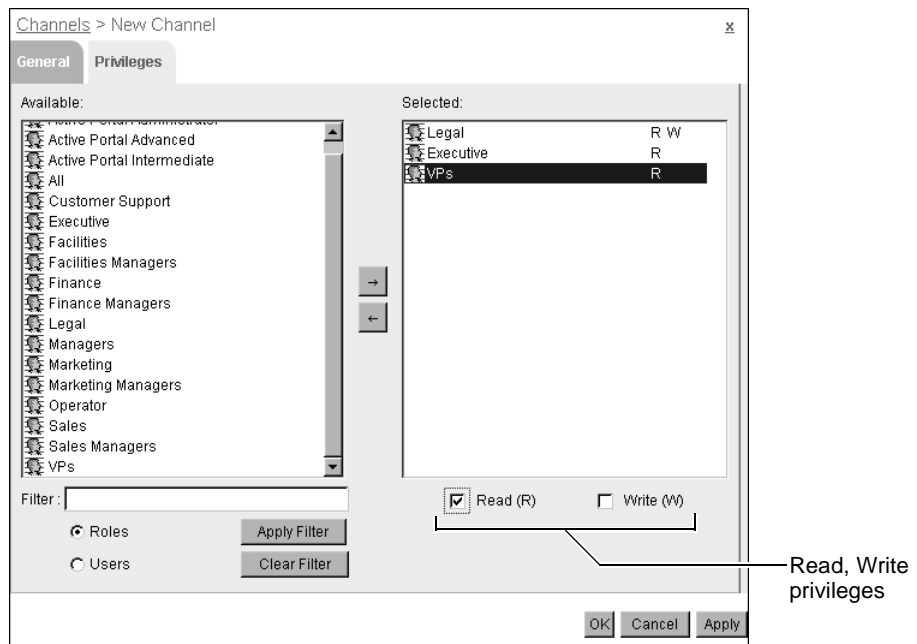 Channels > New Channel
x
General
Privileges
Available:
Active Portal Advanced
Active Portal Intermediate
All
Customer Support
Executive
Facilities
Facilities Managers
Finance
Finance Managers
Legal
Managers
Marketing
Marketing Managers
Operator
Sales
Sales Managers
VPs
→
←
Selected:
Legal R W
Executive R
VPs R
Filter :
Roles
Apply Filter
Users
Clear Filter
Read (R)
Write (W)
Read, Write
privileges
OK
Cancel
Apply